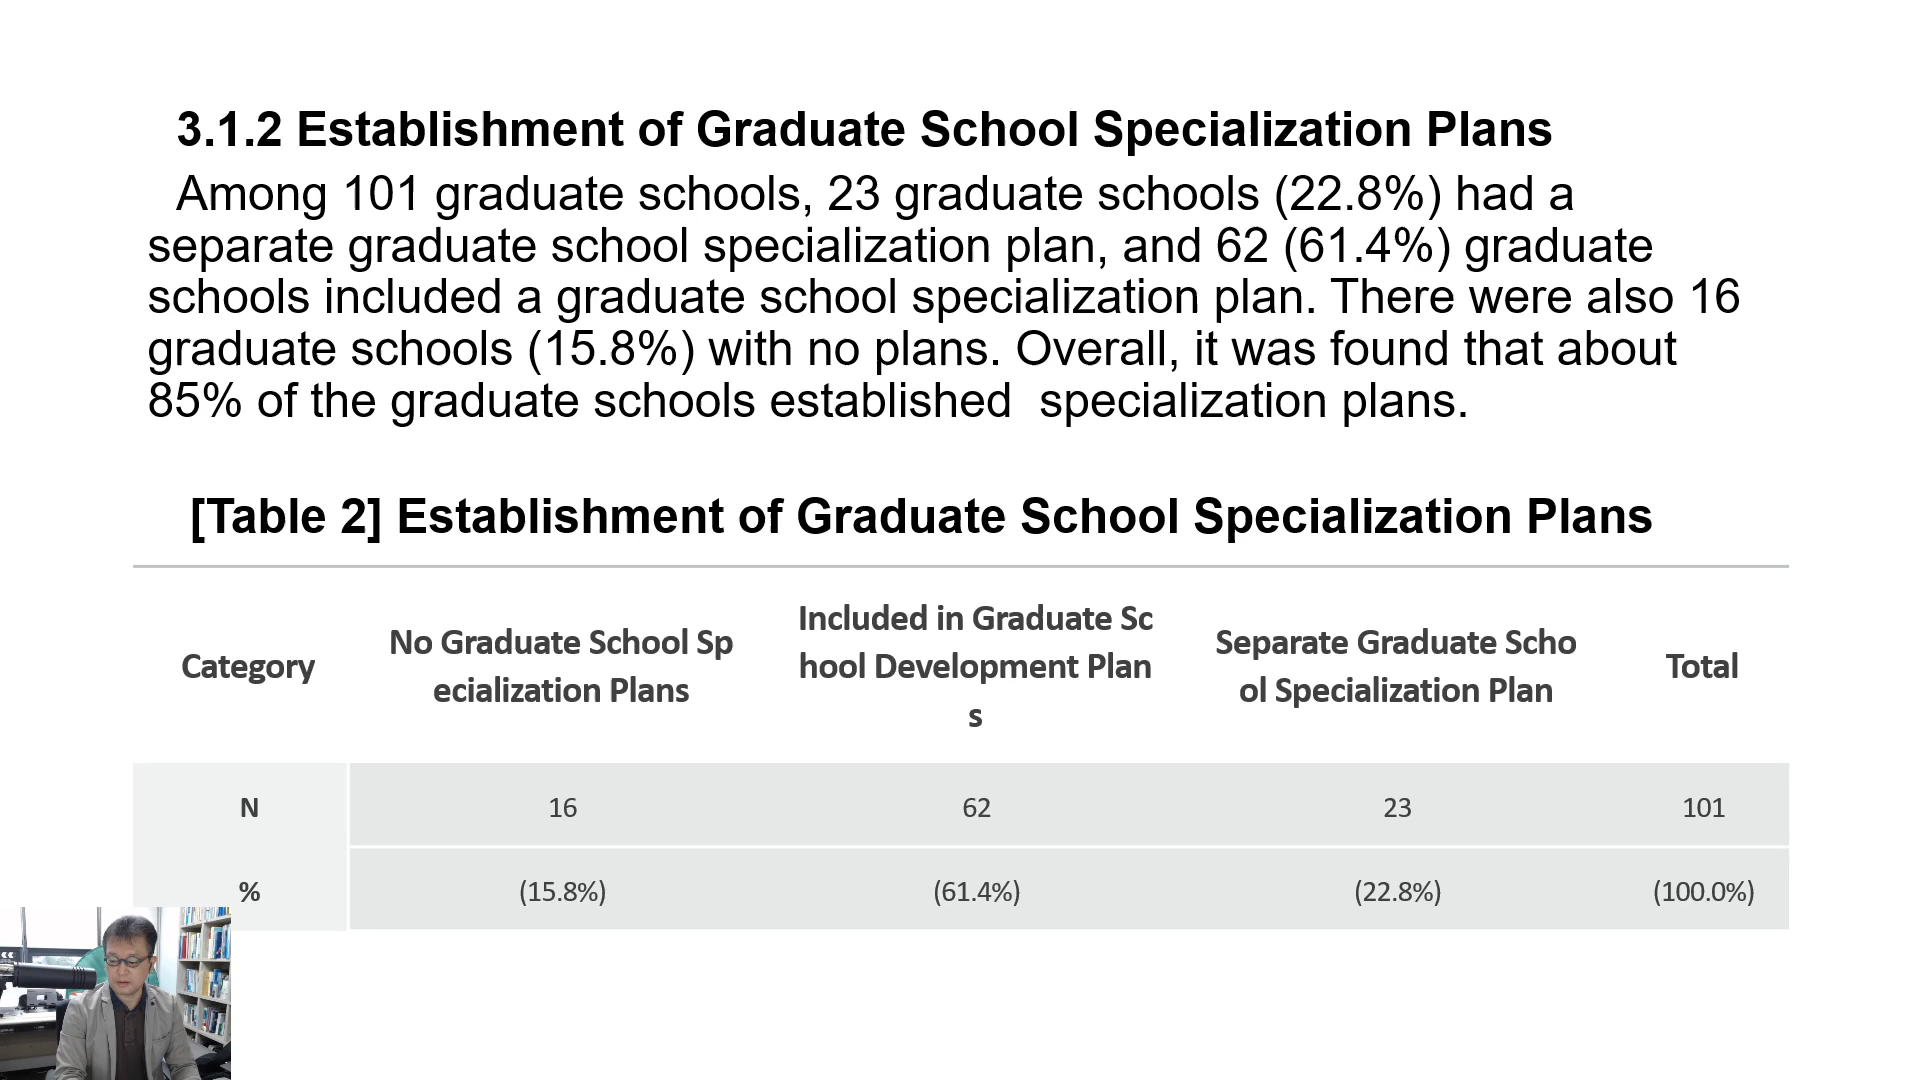 3.1.2 Establishment of Graduate School Specialization Plans
Among 101 graduate schools, 23 graduate schools (22.8%) had a
separate graduate school specialization plan, and 62 (61.4%) graduate
schools included a graduate school specialization plan. There were also 16
graduate schools (15.8%) with no plans. Overall, it was found that about
85% of the graduate schools established  specialization plans.
[Table 2] Establishment of Graduate School Specialization Plans
Category
No Graduate School Sp
ecialization Plans
Included in Graduate Sc
hool Development Plan
s
Separate Graduate Scho
ol Specialization Plan
Total
N 16 62 23 101
% (15.8%) (61.4%) (22.8%) (100.0%)